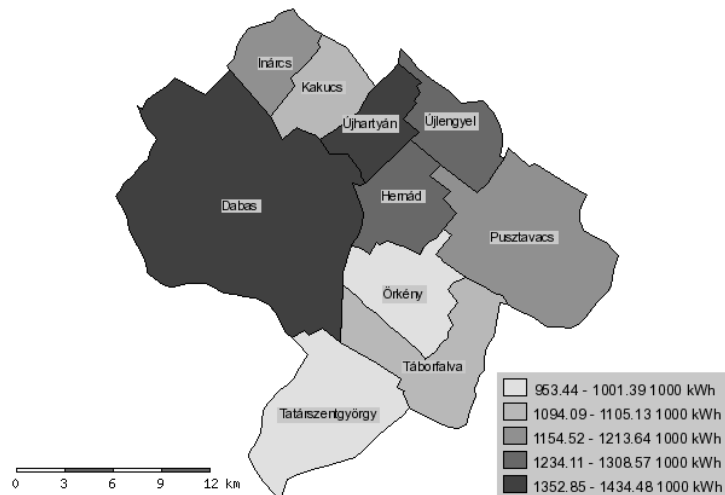 Inárcs
Kakucs
Újhartyán
Újlengyel
Dabas
Hernád
Pusztavacs
Örkény
Táborfalva
Tatárszentgyörgy
953.44 - 1001.39 1000 kWh
1094.09 - 1105.13 1000 kWh
1154.52 - 1213.64 1000 kWh
1234.11 - 1308.57 1000 kWh
1352.85 - 1434.48 1000 kWh
0 3 6 9 12 km